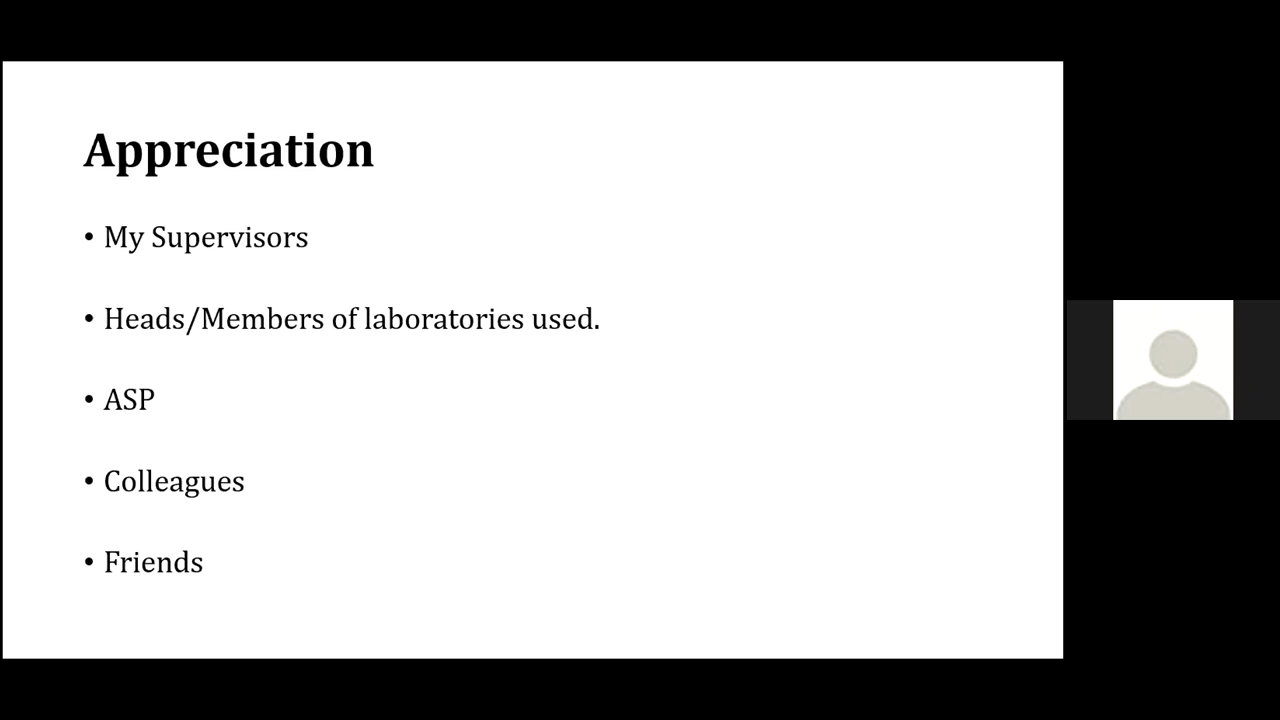 Appreciation
• My Supervisors
• Heads/Members of laboratories used.
• ASP
• Colleagues
• Friends